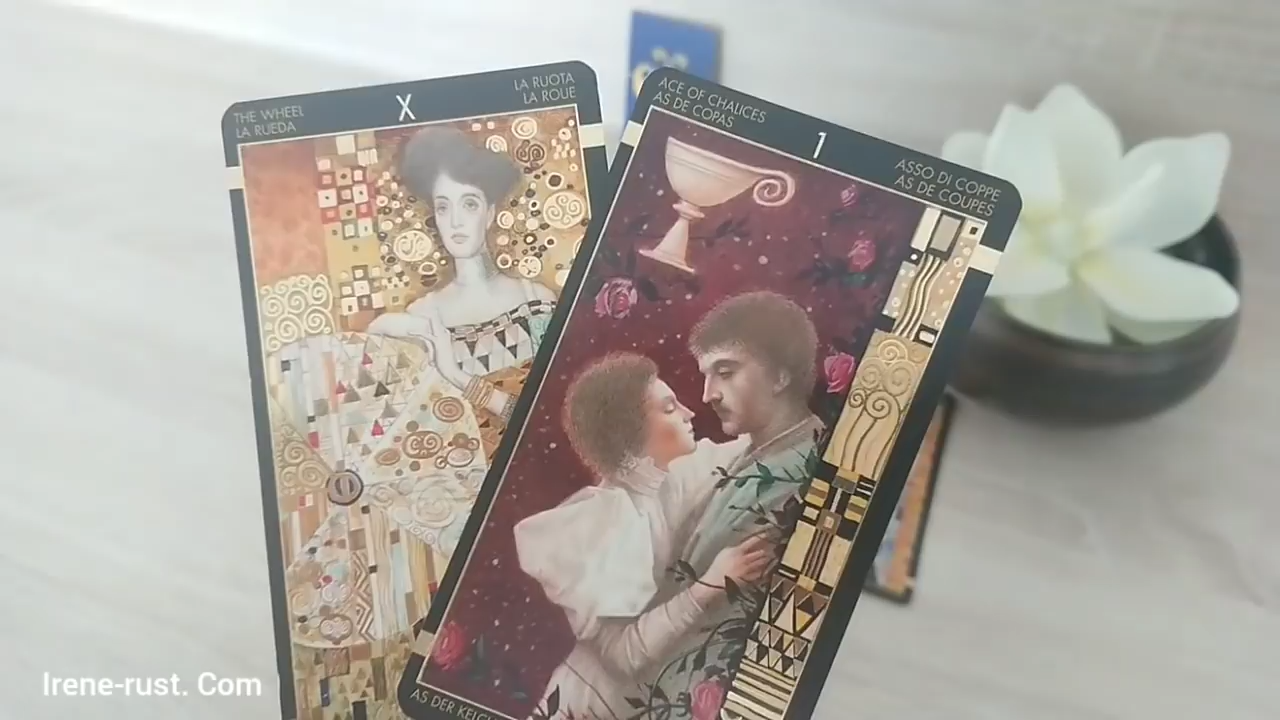 THE WHEEL
LA RUEDA
X
LA RUOTA
LA ROUE
ACE OF CHALICES
AS DE COPAS
1
ASSO DI COPPE
AS DE COUPES
AS DER
Irene-rust. Com